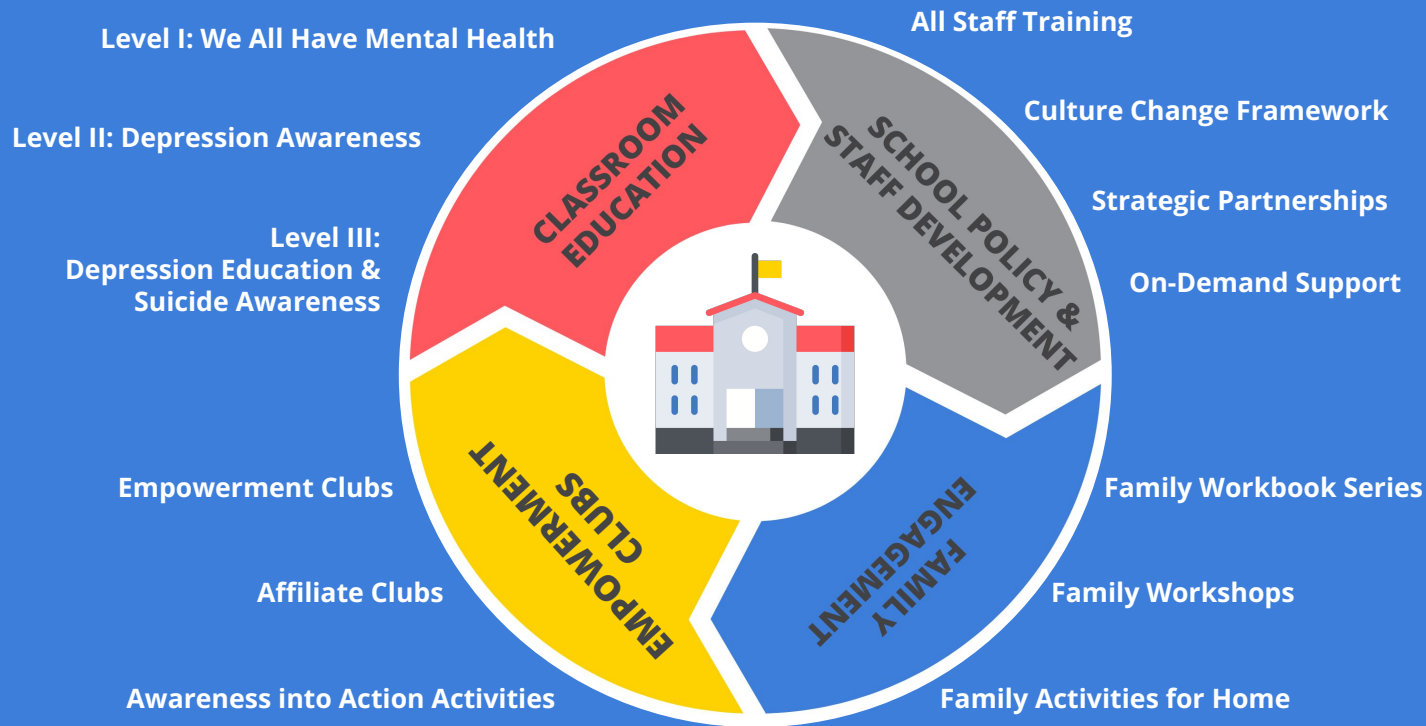 Level I: We All Have Mental Health
Level II: Depression Awareness
Level III:
Depression Education &
Suicide Awareness
CLASSROOM
EDUCATION
All Staff Training
Culture Change Framework
Strategic Partnerships
On-Demand Support
SCHOOL POLICY &
STAFF DEVELOPMENT
Empowerment Clubs
Affiliate Clubs
Awareness into Action Activities
EMPOWERMENT
CLUBS
FAMILY
ENGAGEMENT
Family Workbook Series
Family Workshops
Family Activities for Home